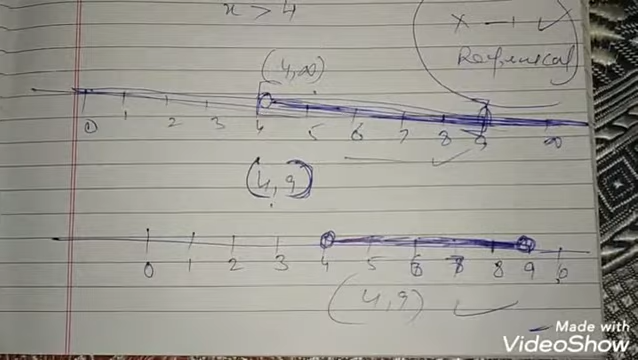 x > 4
x → ✓
Reciprocal
(4,∞)
0 1 2 3 4 5 6 7 8 9 ∞
(4,9)
0 1 2 3 4 5 6 7 8 9
(4,9) ✓
Made with
VideoShow